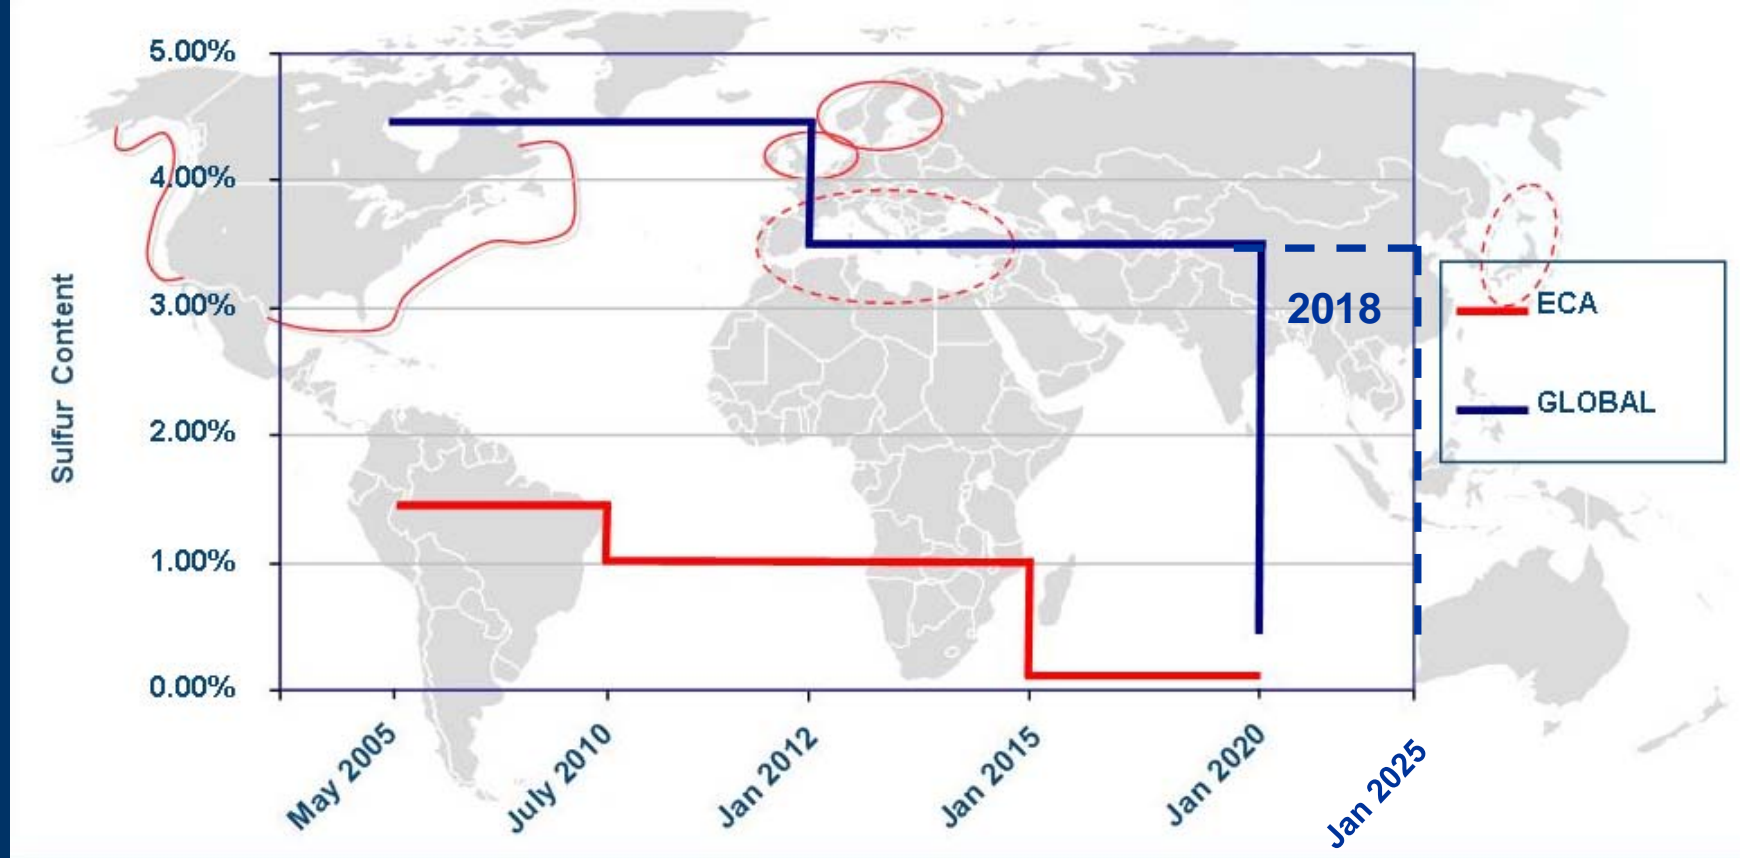 5.00%
4.00%
3.00%
2.00%
1.00%
0.00%
Sulfur Content
May 2005
July 2010
Jan 2012
Jan 2015
Jan 2020
Jan 2025
2018
ECA
GLOBAL